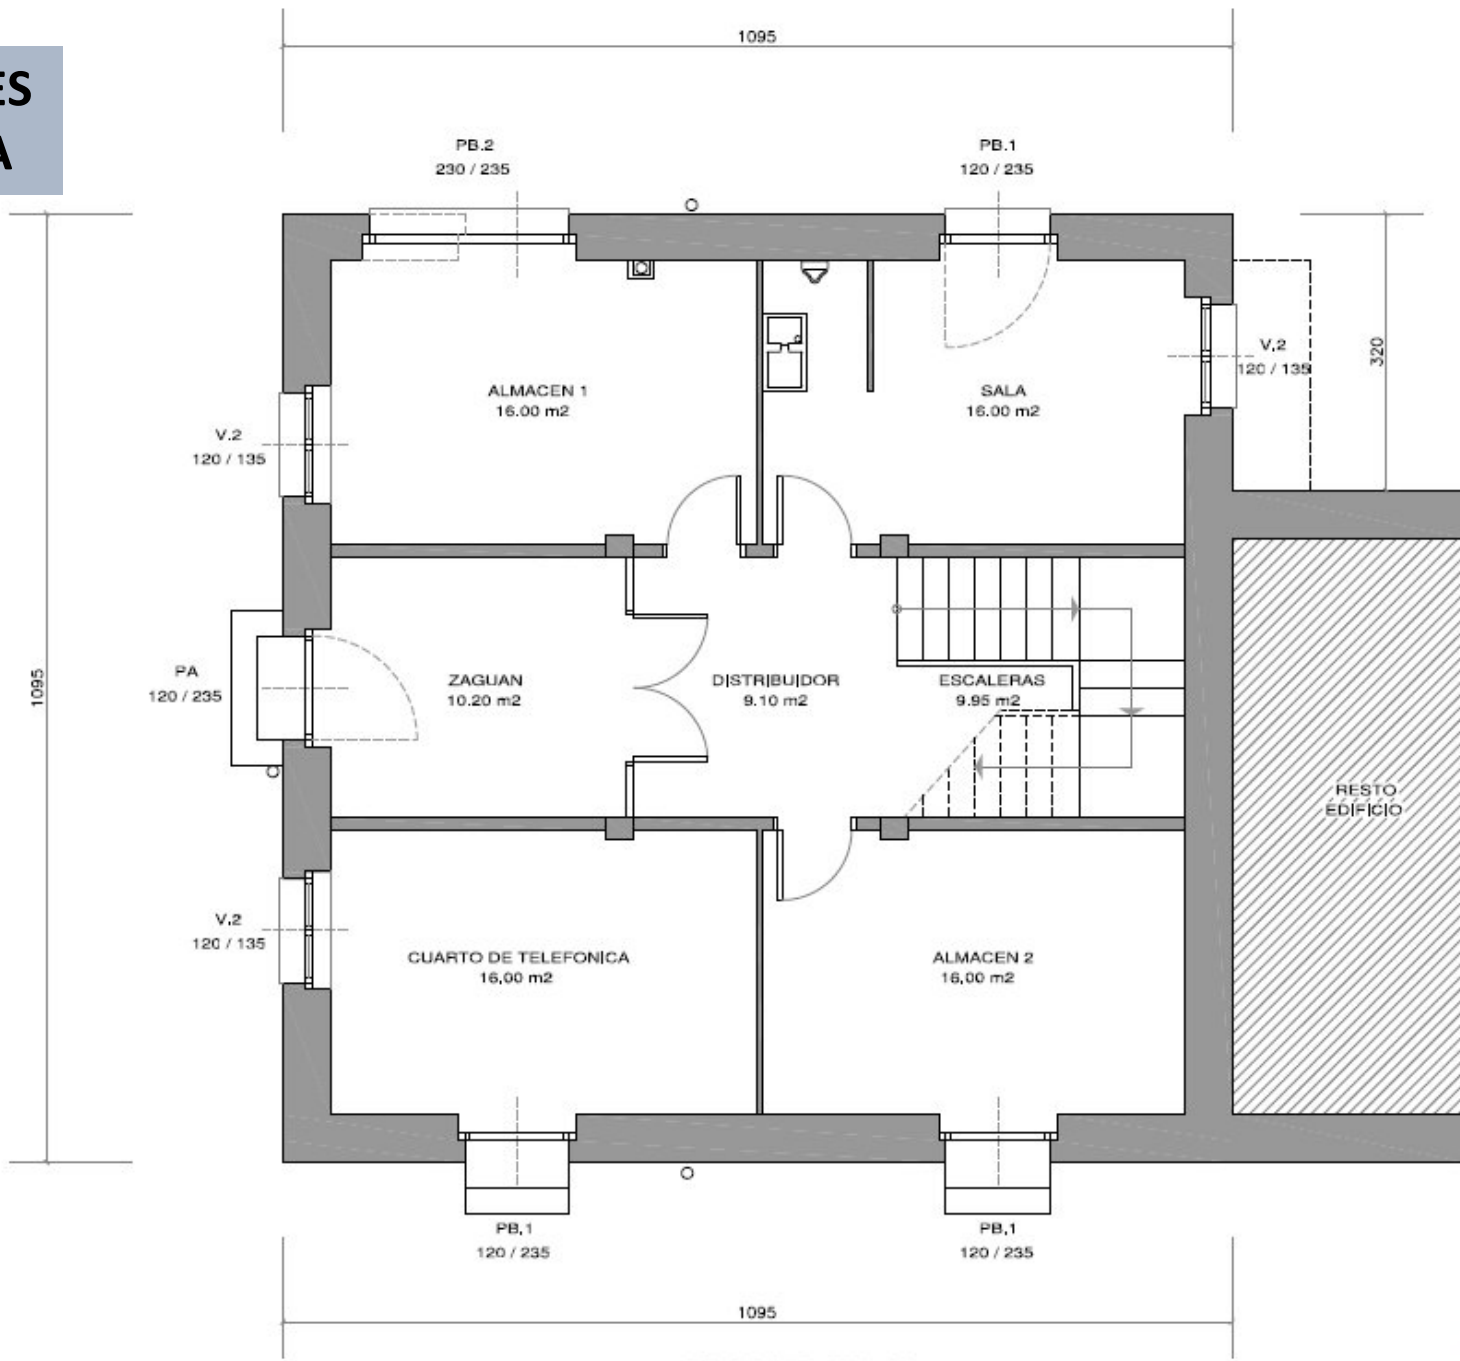 1095
ES
A
PB.2
230 / 235
PB.1
120 / 235
V.2
120 / 135
320
ALMACEN 1
16.00 m2
SALA
16.00 m2
V.2
120 / 135
1095
PA
120 / 235
ZAGUAN
10.20 m2
DISTRIBUIDOR
9.10 m2
ESCALERAS
9.95 m2
RESTO
EDIFICIO
V.2
120 / 135
CUARTO DE TELEFONICA
16,00 m2
ALMACEN 2
16,00 m2
PB,1
120 / 235
PB,1
120 / 235
1095